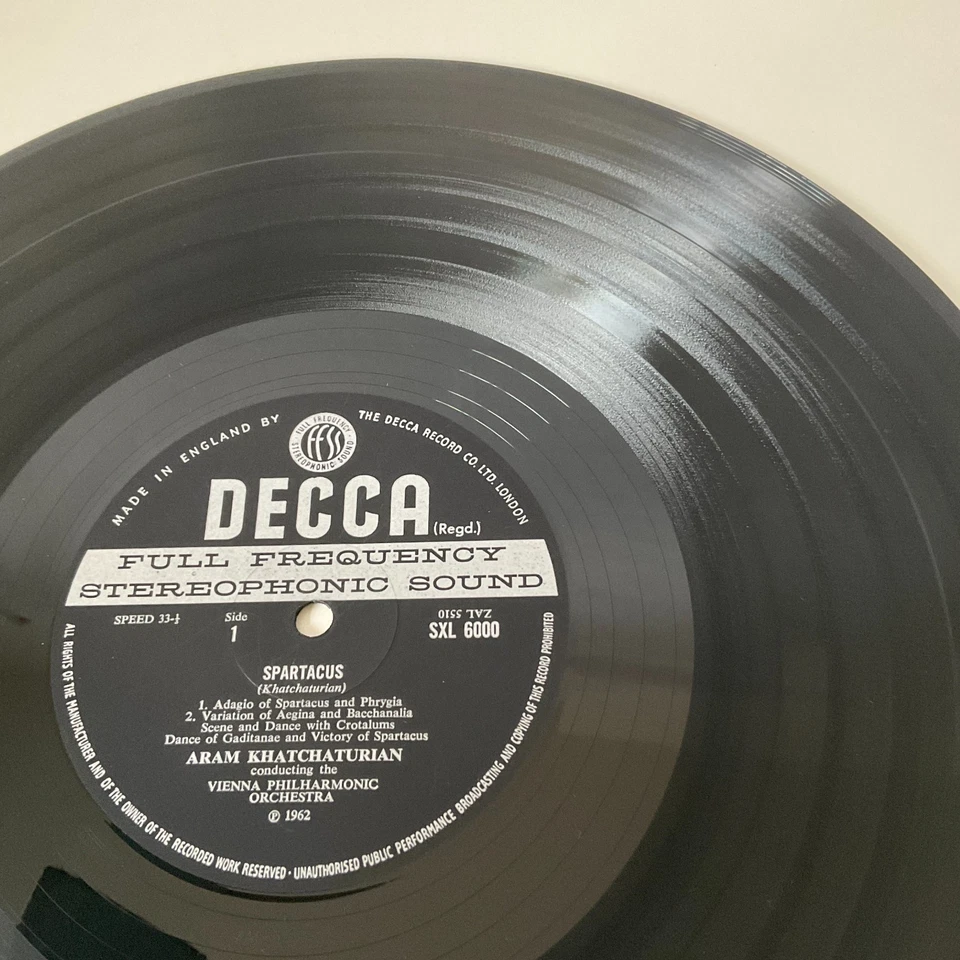 MADE IN ENGLAND BY
THE DECCA RECORD CO. LTD. LONDON
FULL FREQUENCY
ffss
STEREOPHONIC SOUND
DECCA (Regd.)
FULL FREQUENCY
STEREOPHONIC SOUND
SPEED 33-⅓
Side
1
ZAL 5510
SXL 6000
SPARTACUS
(Khatchaturian)
1. Adagio of Spartacus and Phrygia
2. Variation of Aegina and Bacchanalia
Scene and Dance with Crotalums
Dance of Gaditanae and Victory of Spartacus
ARAM KHATCHATURIAN
conducting the
VIENNA PHILHARMONIC
ORCHESTRA
℗ 1962
ALL RIGHTS OF THE MANUFACTURER AND OF THE OWNER OF THE RECORDED WORK RESERVED · UNAUTHORISED PUBLIC PERFORMANCE BROADCASTING AND COPYING OF THIS RECORD PROHIBITED